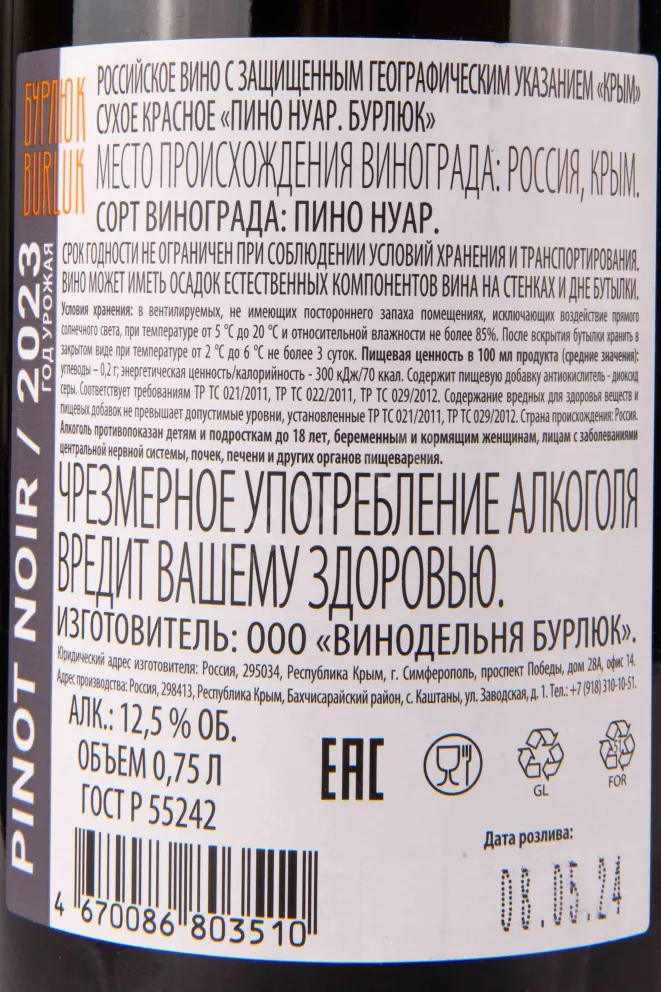 БУРЛЮК
BURLUK
PINOT NOIR / 2023
ГОД УРОЖАЯ
РОССИЙСКОЕ ВИНО С ЗАЩИЩЕННЫМ ГЕОГРАФИЧЕСКИМ УКАЗАНИЕМ «КРЫМ»
СУХОЕ КРАСНОЕ «ПИНО НУАР. БУРЛЮК»
МЕСТО ПРОИСХОЖДЕНИЯ ВИНОГРАДА: РОССИЯ, КРЫМ.
СОРТ ВИНОГРАДА: ПИНО НУАР.
СРОК ГОДНОСТИ НЕ ОГРАНИЧЕН ПРИ СОБЛЮДЕНИИ УСЛОВИЙ ХРАНЕНИЯ И ТРАНСПОРТИРОВАНИЯ.
ВИНО МОЖЕТ ИМЕТЬ ОСАДОК ЕСТЕСТВЕННЫХ КОМПОНЕНТОВ ВИНА НА СТЕНКАХ И ДНЕ БУТЫЛКИ.
Условия хранения: в вентилируемых, не имеющих постороннего запаха помещениях, исключающих воздействие прямого
солнечного света, при температуре от 5 °С до 20 °С и относительной влажности не более 85%. После вскрытия бутылки хранить в
закрытом виде при температуре от 2 °С до 6 °С не более 3 суток. Пищевая ценность в 100 мл продукта (средние значения):
углеводы – 0,2 г; энергетическая ценность/калорийность - 300 кДж/70 ккал. Содержит пищевую добавку антиокислитель - диоксид
серы. Соответствует требованиям ТР ТС 021/2011, ТР ТС 022/2011, ТР ТС 029/2012. Содержание вредных для здоровья веществ и
пищевых добавок не превышает допустимые уровни, установленные ТР ТС 021/2011, ТР ТС 029/2012. Страна происхождения: Россия.
Алкоголь противопоказан детям и подросткам до 18 лет, беременным и кормящим женщинам, лицам с заболеваниями
центральной нервной системы, почек, печени и других органов пищеварения.
ЧРЕЗМЕРНОЕ УПОТРЕБЛЕНИЕ АЛКОГОЛЯ
ВРЕДИТ ВАШЕМУ ЗДОРОВЬЮ.
ИЗГОТОВИТЕЛЬ: ООО «ВИНОДЕЛЬНЯ БУРЛЮК».
Юридический адрес изготовителя: Россия, 295034, Республика Крым, г. Симферополь, проспект Победы, дом 28А, офис 14.
Адрес производства: Россия, 298413, Республика Крым, Бахчисарайский район, с. Каштаны, ул. Заводская, д. 1. Тел.: +7 (918) 310-10-51.
АЛК.: 12,5 % ОБ.
ОБЪЕМ 0,75 Л
ГОСТ Р 55242
EAC
GL
51
FOR
Дата розлива:
08.05.24
4 670086 803510